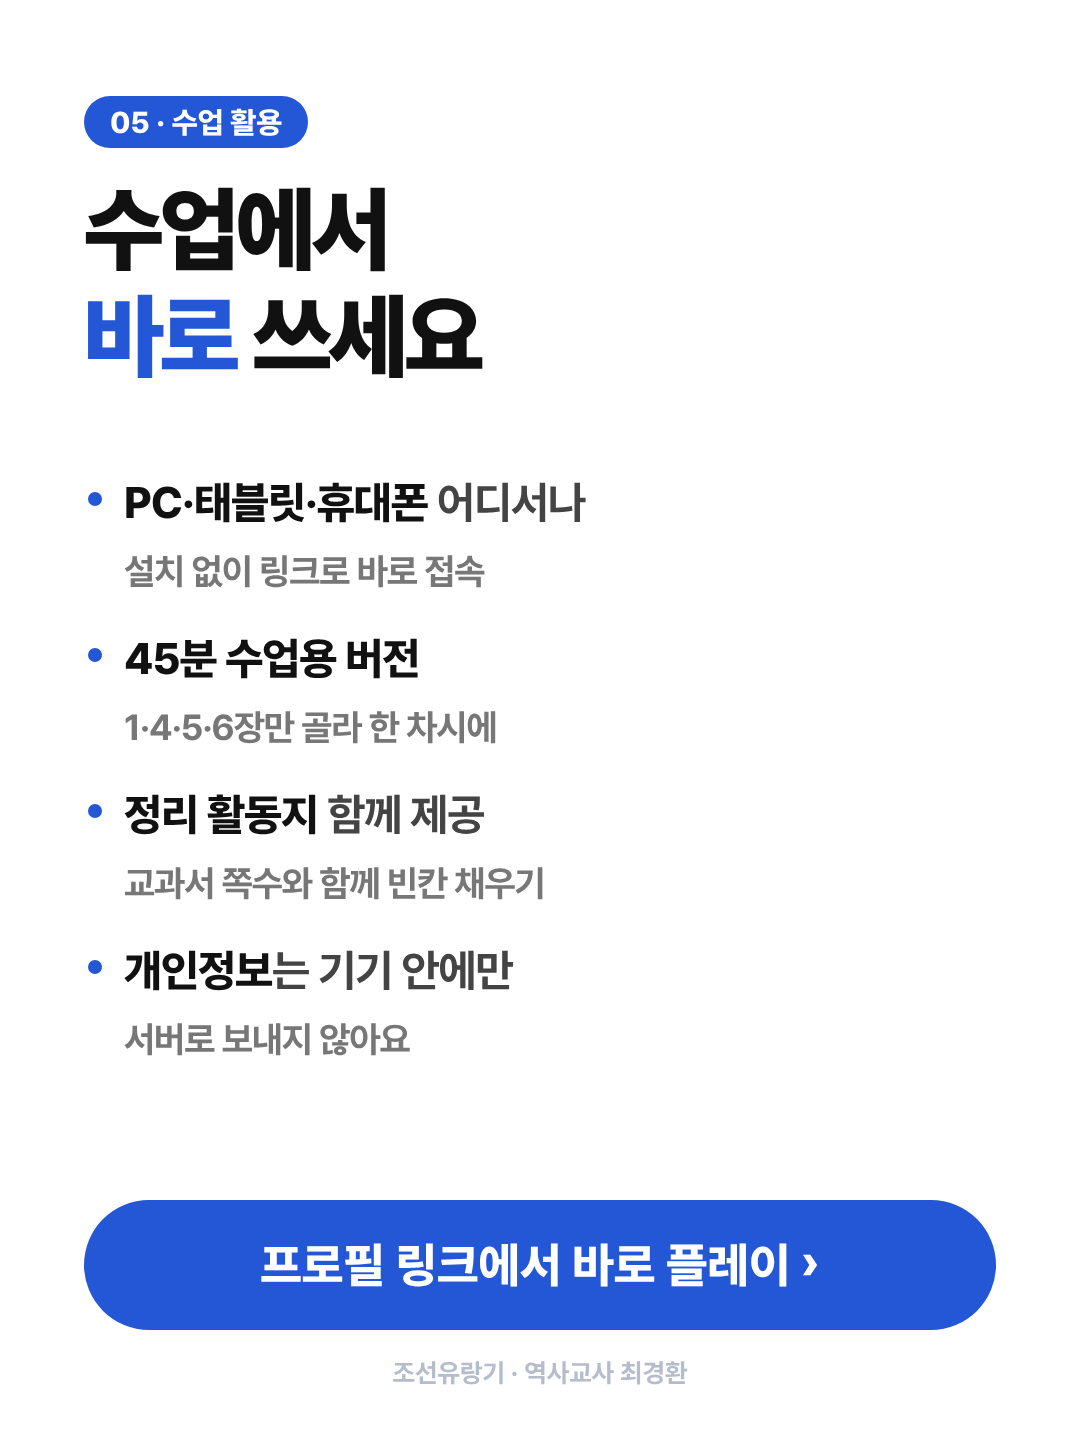 05 · 수업 활용
수업에서
바로 쓰세요
PC·태블릿·휴대폰 어디서나
설치 없이 링크로 바로 접속
45분 수업용 버전
1·4·5·6장만 골라 한 차시에
정리 활동지 함께 제공
교과서 쪽수와 함께 빈칸 채우기
개인정보는 기기 안에만
서버로 보내지 않아요
프로필 링크에서 바로 플레이 ›
조선유랑기 · 역사교사 최경환